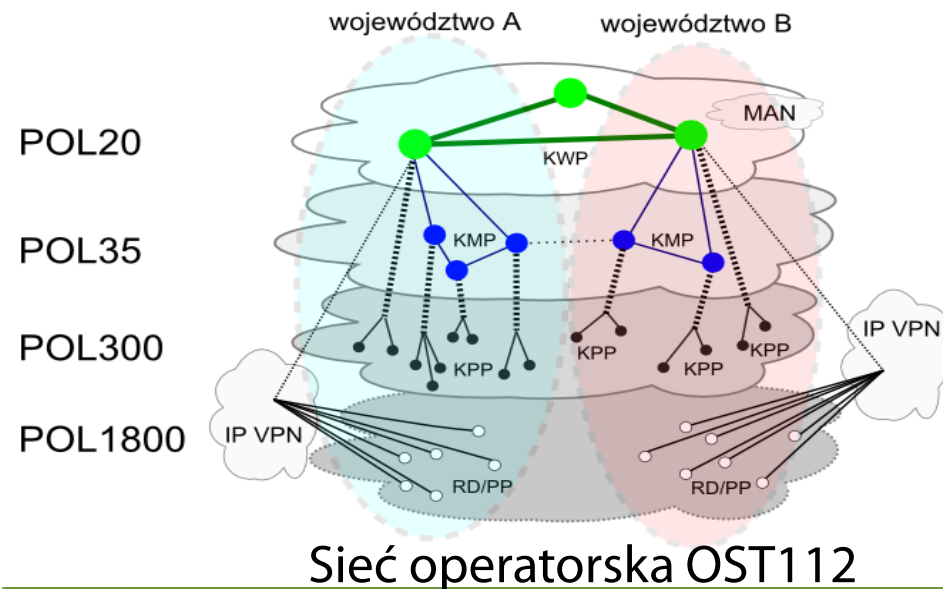 województwo A
województwo B
MAN
POL20
KWP
POL35
KMP
KMP
POL300
IP VPN
KPP
KPP
KPP
KPP
POL1800
IP VPN
RD/PP
RD/PP
Sieć operatorska OST112